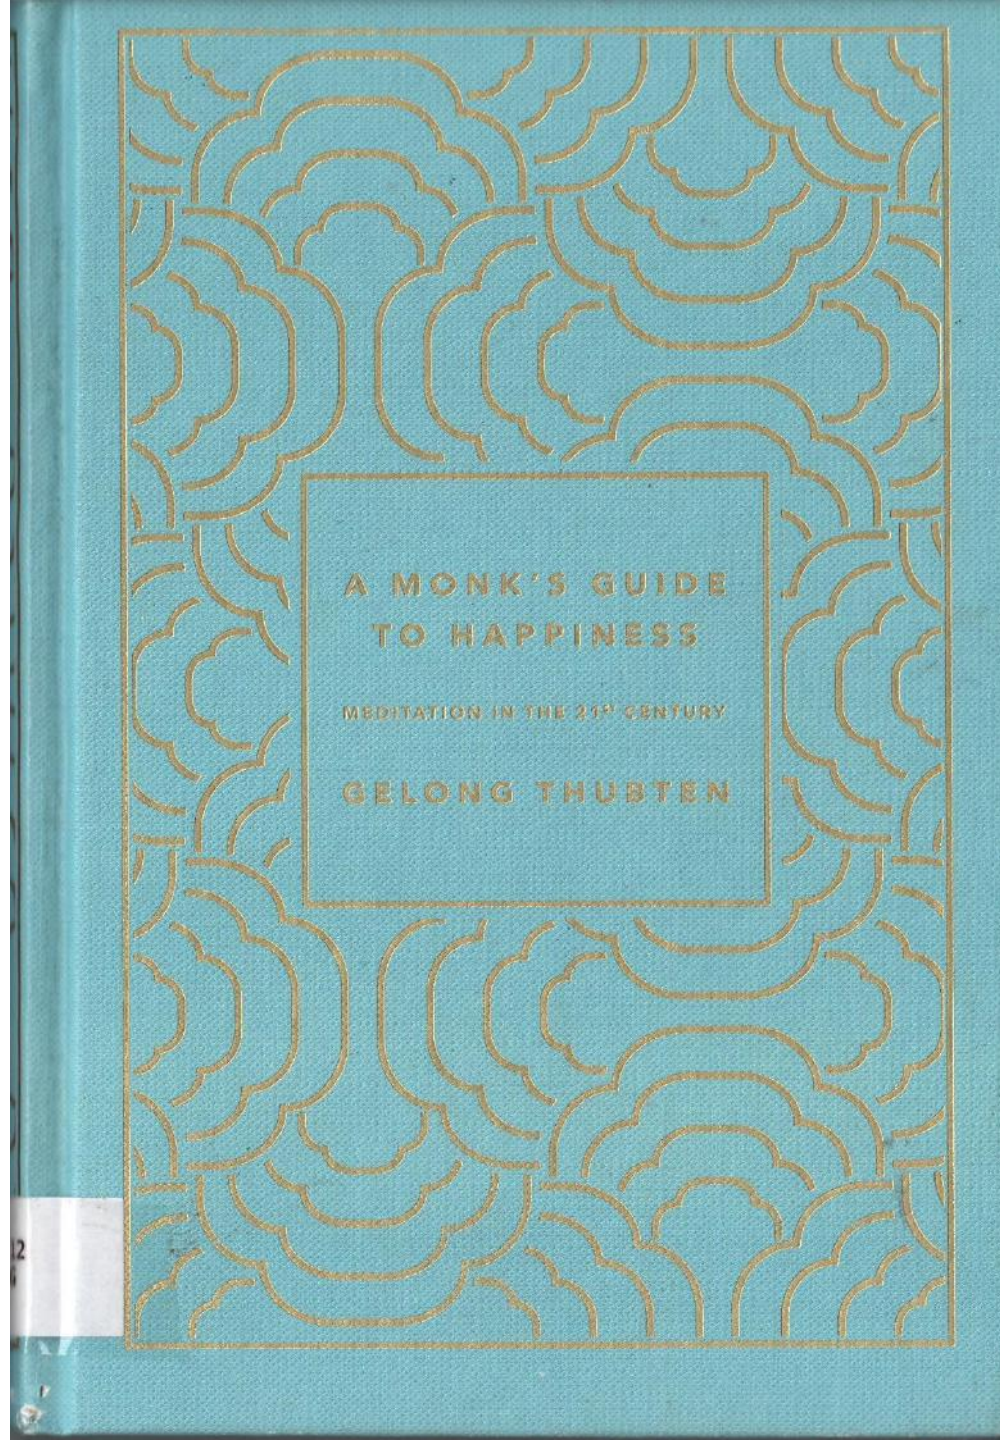 A MONK'S GUIDE
TO HAPPINESS
MEDITATION IN THE 21st CENTURY
GELONG THUBTEN